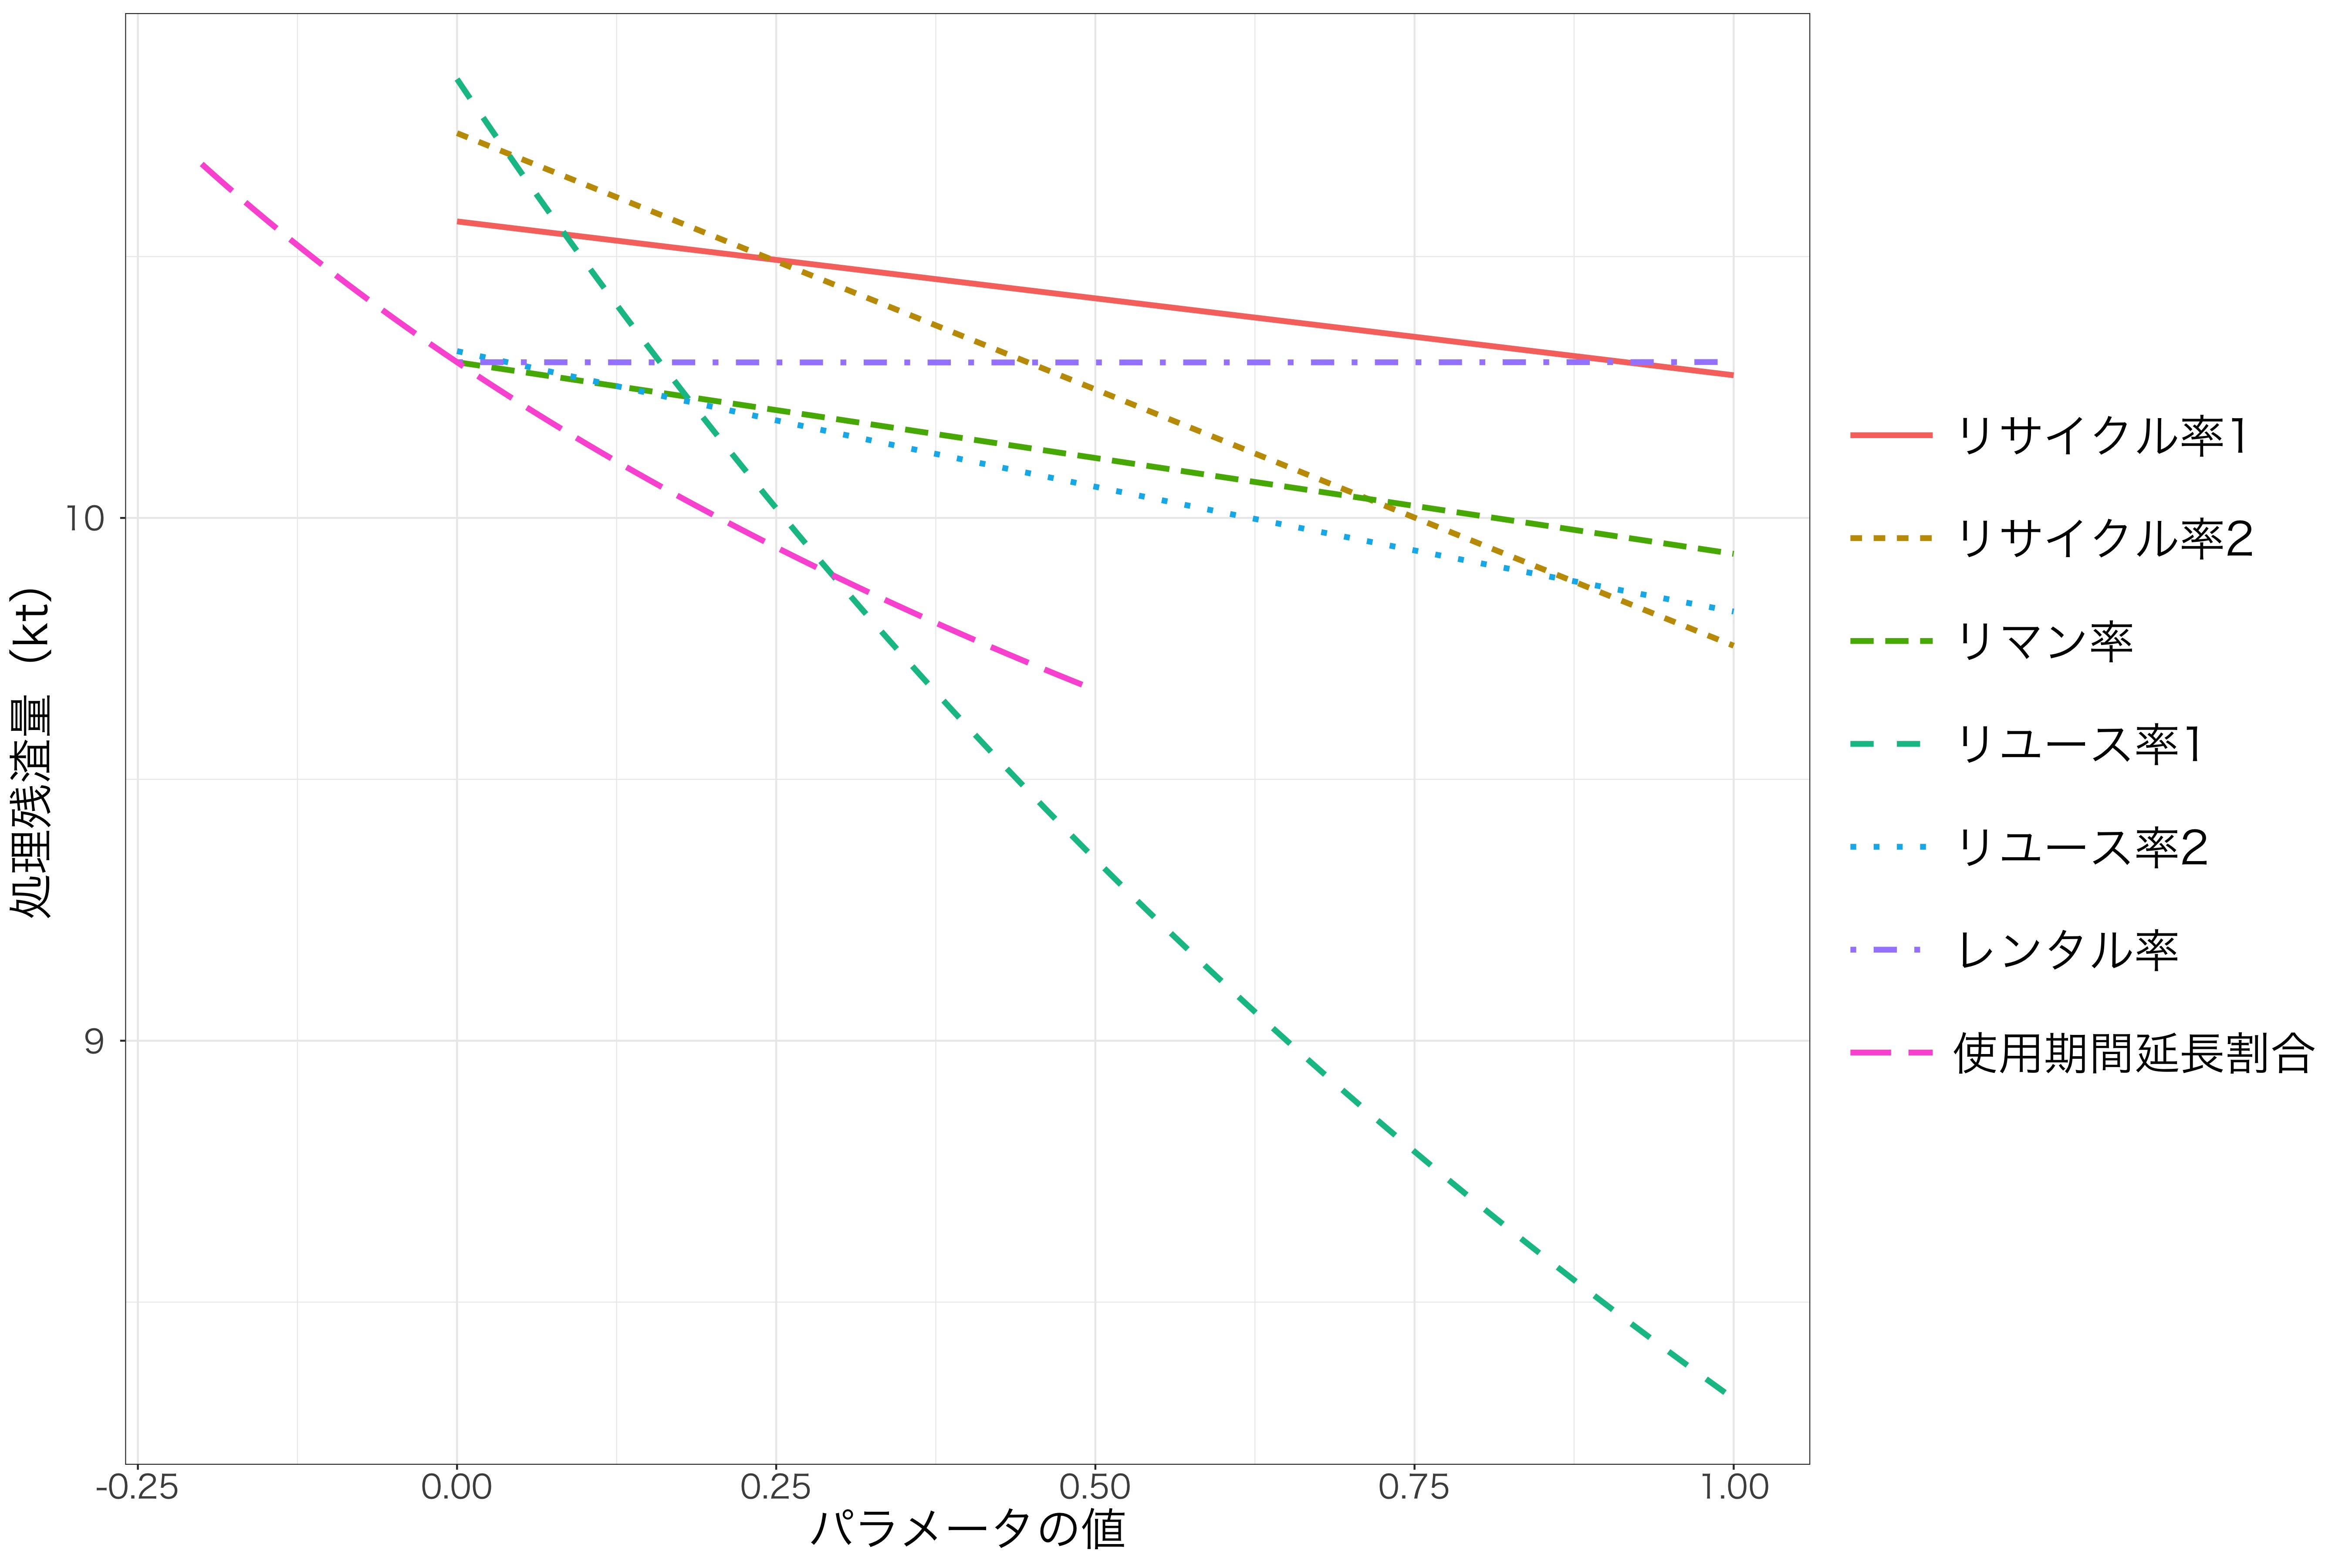 処理残渣量 (kt)
10
9
-0.25
0.00
0.25
0.50
0.75
1.00
パラメータの値
リサイクル率1
リサイクル率2
リマン率
リユース率1
リユース率2
レンタル率
使用期間延長割合